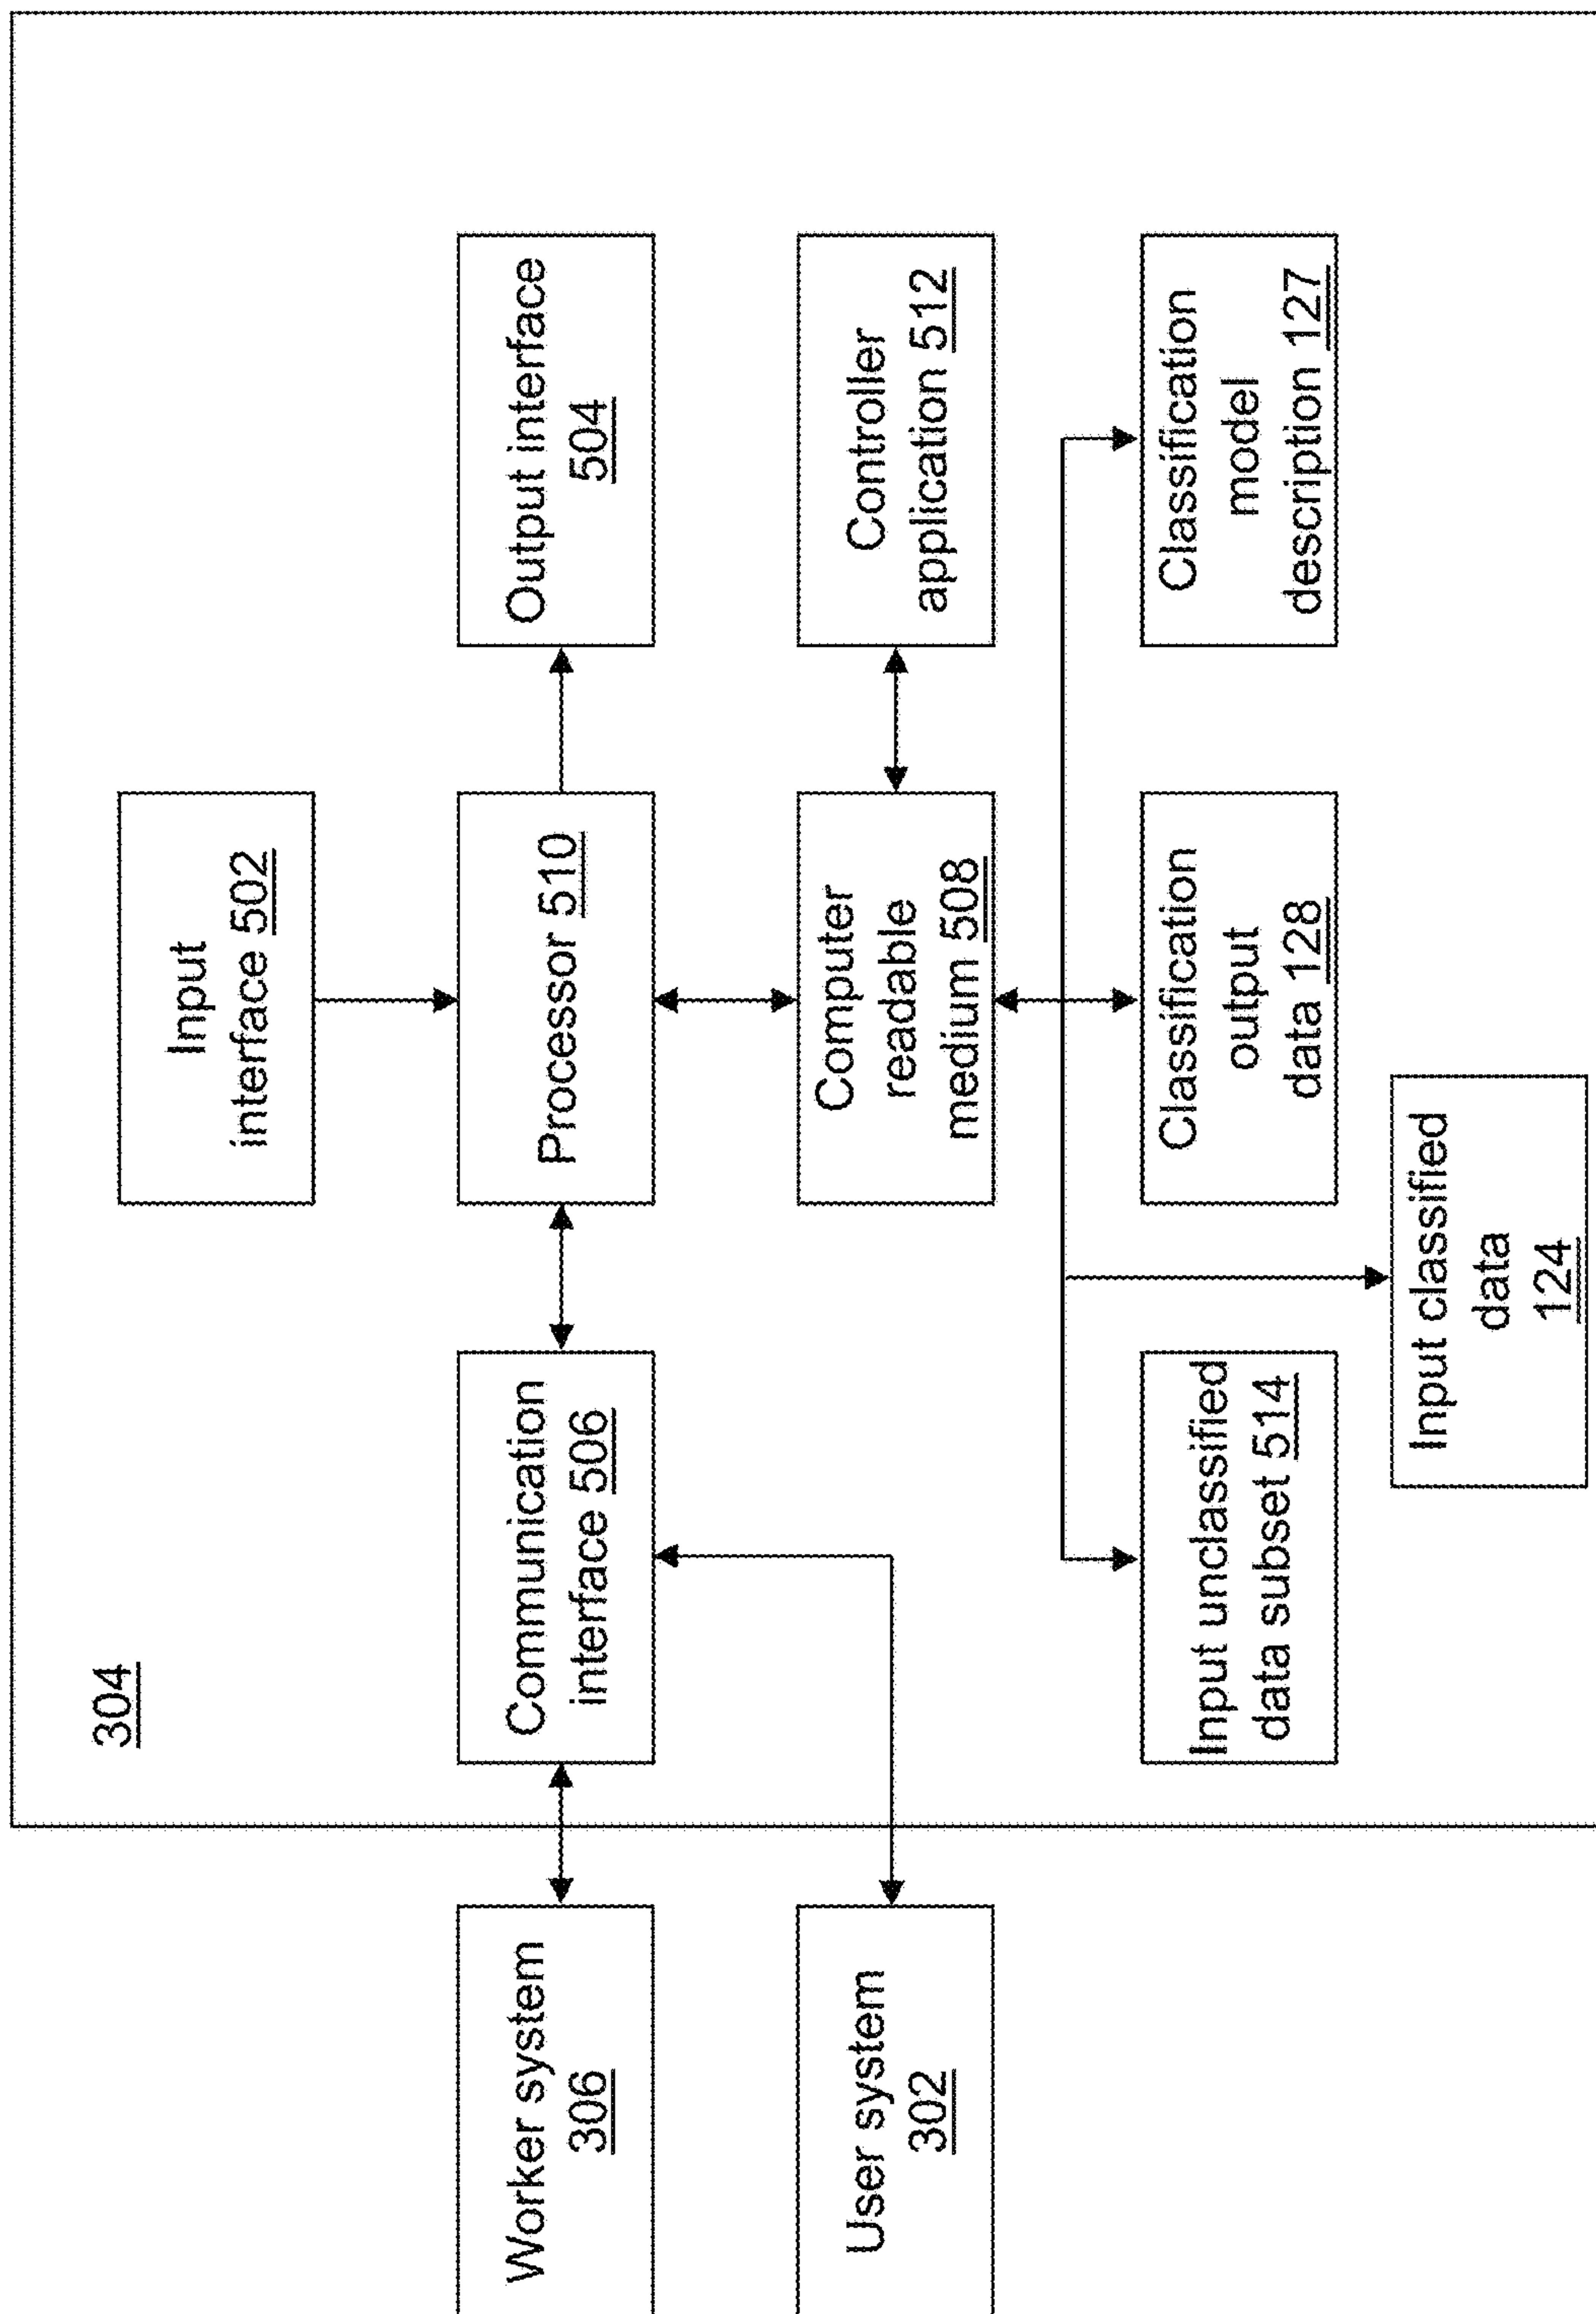 304
Input
interface 502
Worker system
306
Communication
interface 506
Processor 510
Output interface
504
User system
302
Computer
readable
medium 508
Controller
application 512
Input unclassified
data subset 514
Classification
output
data 128
Classification
model
description 127
Input classified
data
124